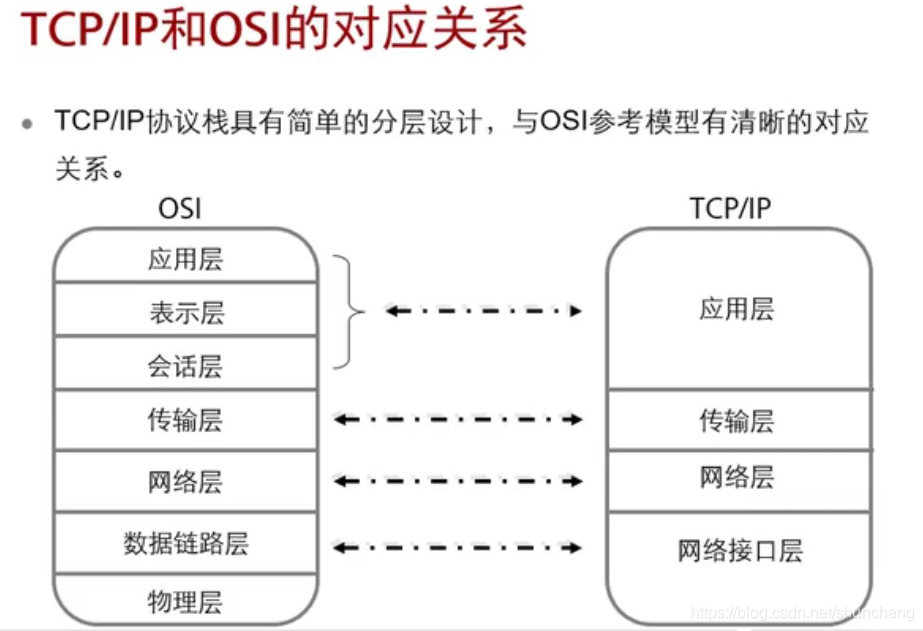 TCP/IP和OSI的对应关系
TCP/IP协议栈具有简单的分层设计，与OSI参考模型有清晰的对应
关系。
OSI
应用层
表示层
会话层
传输层
网络层
数据链路层
物理层
TCP/IP
应用层
传输层
网络层
网络接口层
https://blog.csdn.net/shunchang